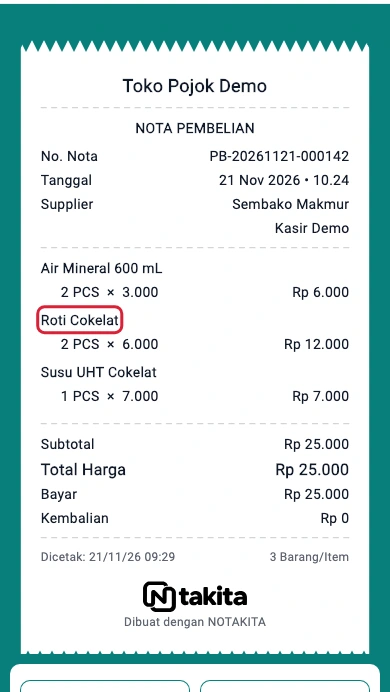 Toko Pojok Demo
NOTA PEMBELIAN
No. Nota PB-20261121-000142
Tanggal 21 Nov 2026 • 10.24
Supplier Sembako Makmur
Kasir Demo
Air Mineral 600 mL
2 PCS × 3.000 Rp 6.000
Roti Cokelat
2 PCS × 6.000 Rp 12.000
Susu UHT Cokelat
1 PCS × 7.000 Rp 7.000
Subtotal Rp 25.000
Total Harga Rp 25.000
Bayar Rp 25.000
Kembalian Rp 0
Dicetak: 21/11/26 09:29 3 Barang/Item
Ntakita
Dibuat dengan NOTAKITA